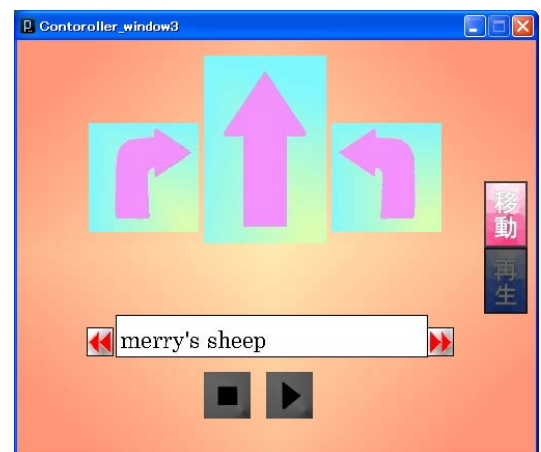 Contoroller_window3
移動
再生
merry's sheep